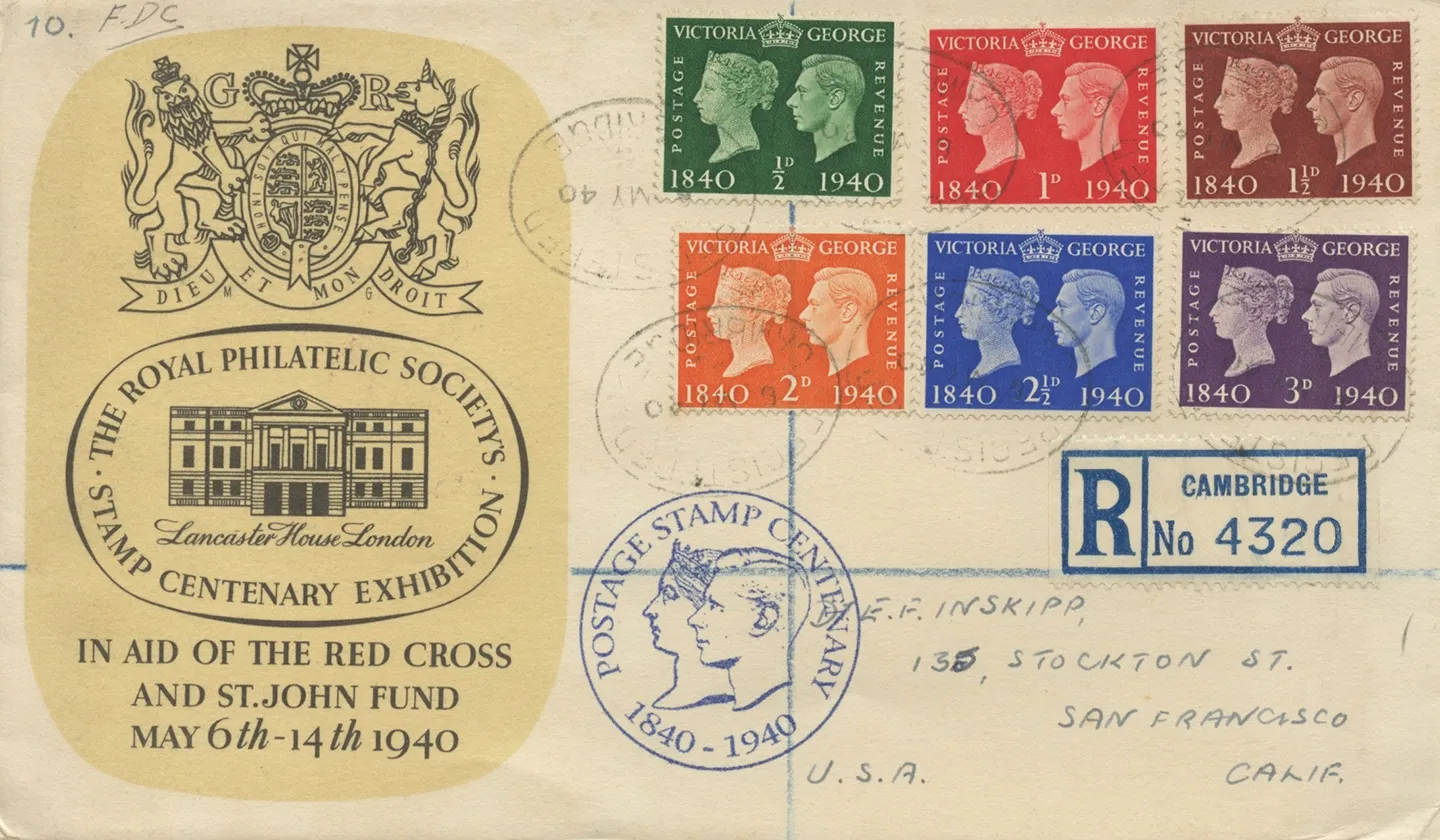 10. FDC
G R
HONI SOIT QUI MAL Y PENSE
DIEU ET MON DROIT
M G
· THE ROYAL PHILATELIC SOCIETY'S ·
Lancaster House London
STAMP CENTENARY EXHIBITION
IN AID OF THE RED CROSS
AND ST. JOHN FUND
MAY 6th - 14th 1940
VICTORIA GEORGE
POSTAGE REVENUE
1840 ½D 1940
VICTORIA GEORGE
POSTAGE REVENUE
1840 1D 1940
VICTORIA GEORGE
POSTAGE REVENUE
1840 1½D 1940
VICTORIA GEORGE
POSTAGE REVENUE
1840 2D 1940
VICTORIA GEORGE
POSTAGE REVENUE
1840 2½D 1940
VICTORIA GEORGE
POSTAGE REVENUE
1840 3D 1940
REGISTERED
CAMBRIDGE
6 MY 40
R CAMBRIDGE
No 4320
POSTAGE STAMP CENTENARY
1840 - 1940
E.F. INSKIPP,
STOCKTON ST.
SAN FRANCISCO
U.S.A. CALIF.